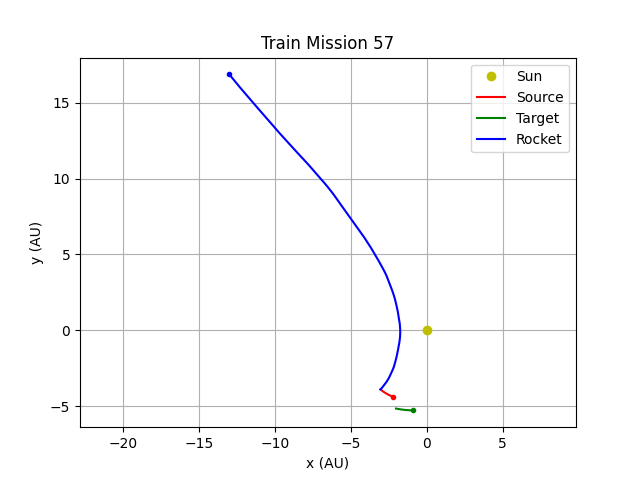 Train Mission 57
Sun
Source
Target
Rocket
y (AU)
15
10
5
0
−5
−20
−15
−10
−5
0
5
x (AU)